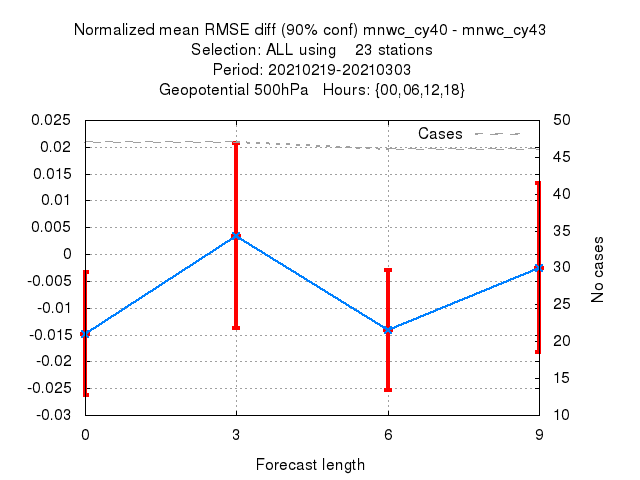 Normalized mean RMSE diff (90% conf) mnwc_cy40 - mnwc_cy43
Selection: ALL using 23 stations
Period: 20210219-20210303
Geopotential 500hPa Hours: {00,06,12,18}
Cases
0.025
0.02
0.015
0.01
0.005
0
-0.005
-0.01
-0.015
-0.02
-0.025
-0.03
50
45
40
35
30
25
20
15
10
No cases
0 3 6 9
Forecast length